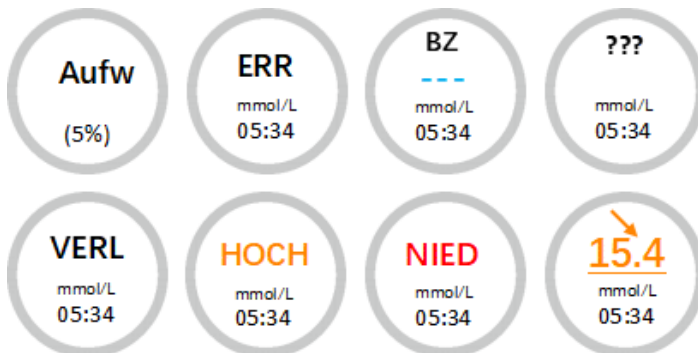 Aufw
(5%)
ERR
mmol/L
05:34
BZ
---
mmol/L
05:34
???
mmol/L
05:34
VERL
mmol/L
05:34
HOCH
mmol/L
05:34
NIED
mmol/L
05:34
15.4
mmol/L
05:34